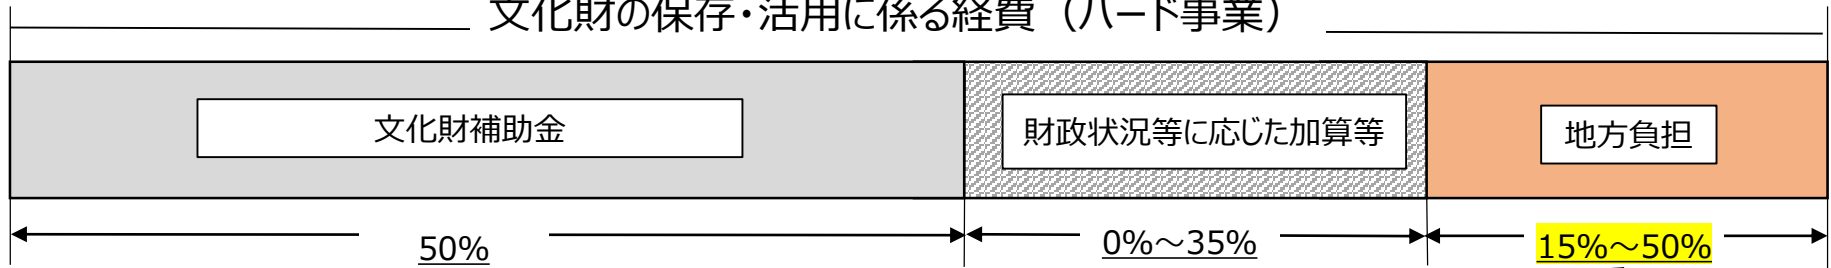 文化財の保存・活用に係る経費（ハード事業）
文化財補助金
財政状況等に応じた加算等
地方負担
50%
0%～35%
15%～50%